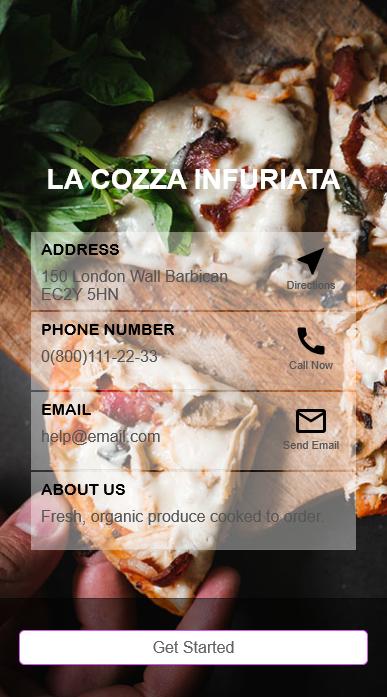 LA COZZA INFURIATA
ADDRESS
150 London Wall Barbican
EC2Y 5HN
Directions
PHONE NUMBER
0(800)111-22-33
Call Now
EMAIL
help@email.com
Send Email
ABOUT US
Fresh, organic produce cooked to order.
Get Started